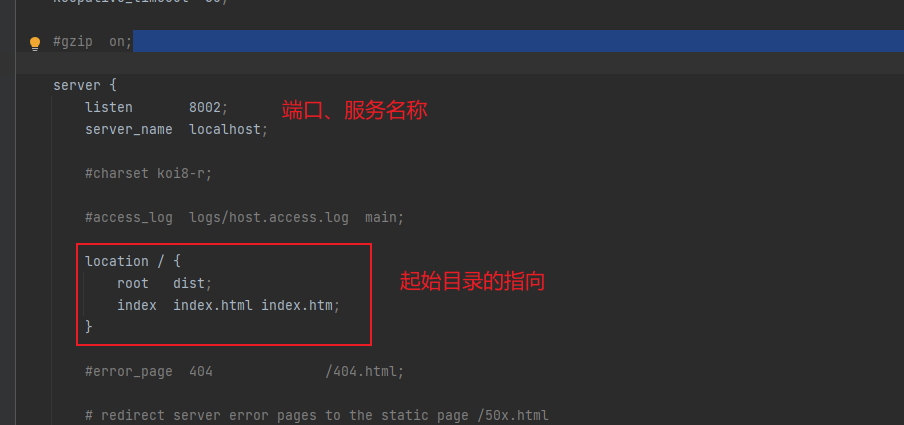 #gzip  on;
server {
listen       8002;
端口、服务名称
server_name  localhost;
#charset koi8-r;
#access_log  logs/host.access.log  main;
location / {
root   dist;
起始目录的指向
index  index.html index.htm;
}
#error_page  404              /404.html;
# redirect server error pages to the static page /50x.html